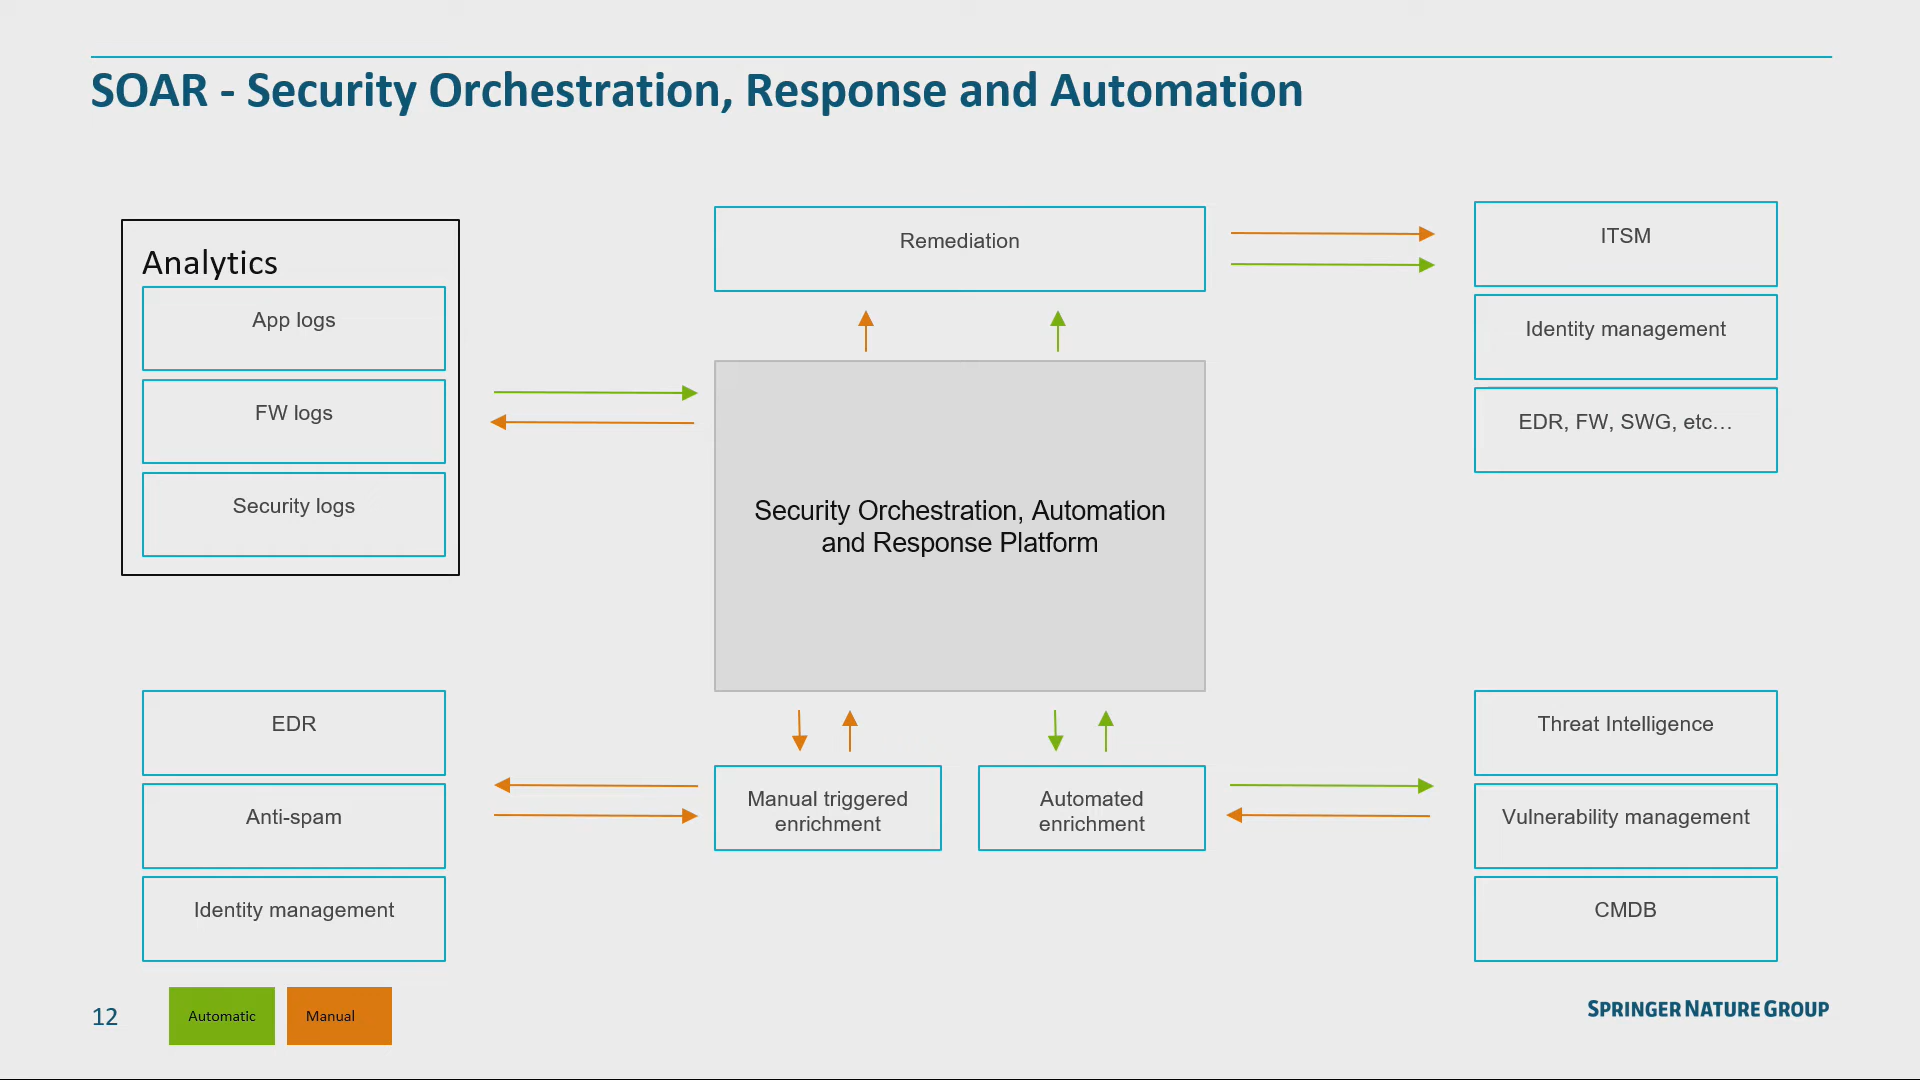 SOAR - Security Orchestration, Response and Automation
Analytics
App logs
FW logs
Security logs
Remediation
ITSM
Identity management
EDR, FW, SWG, etc...
Security Orchestration, Automation
and Response Platform
EDR
Anti-spam
Identity management
Manual triggered
enrichment
Automated
enrichment
Threat Intelligence
Vulnerability management
CMDB
12
Automatic
Manual
SPRINGER NATURE GROUP